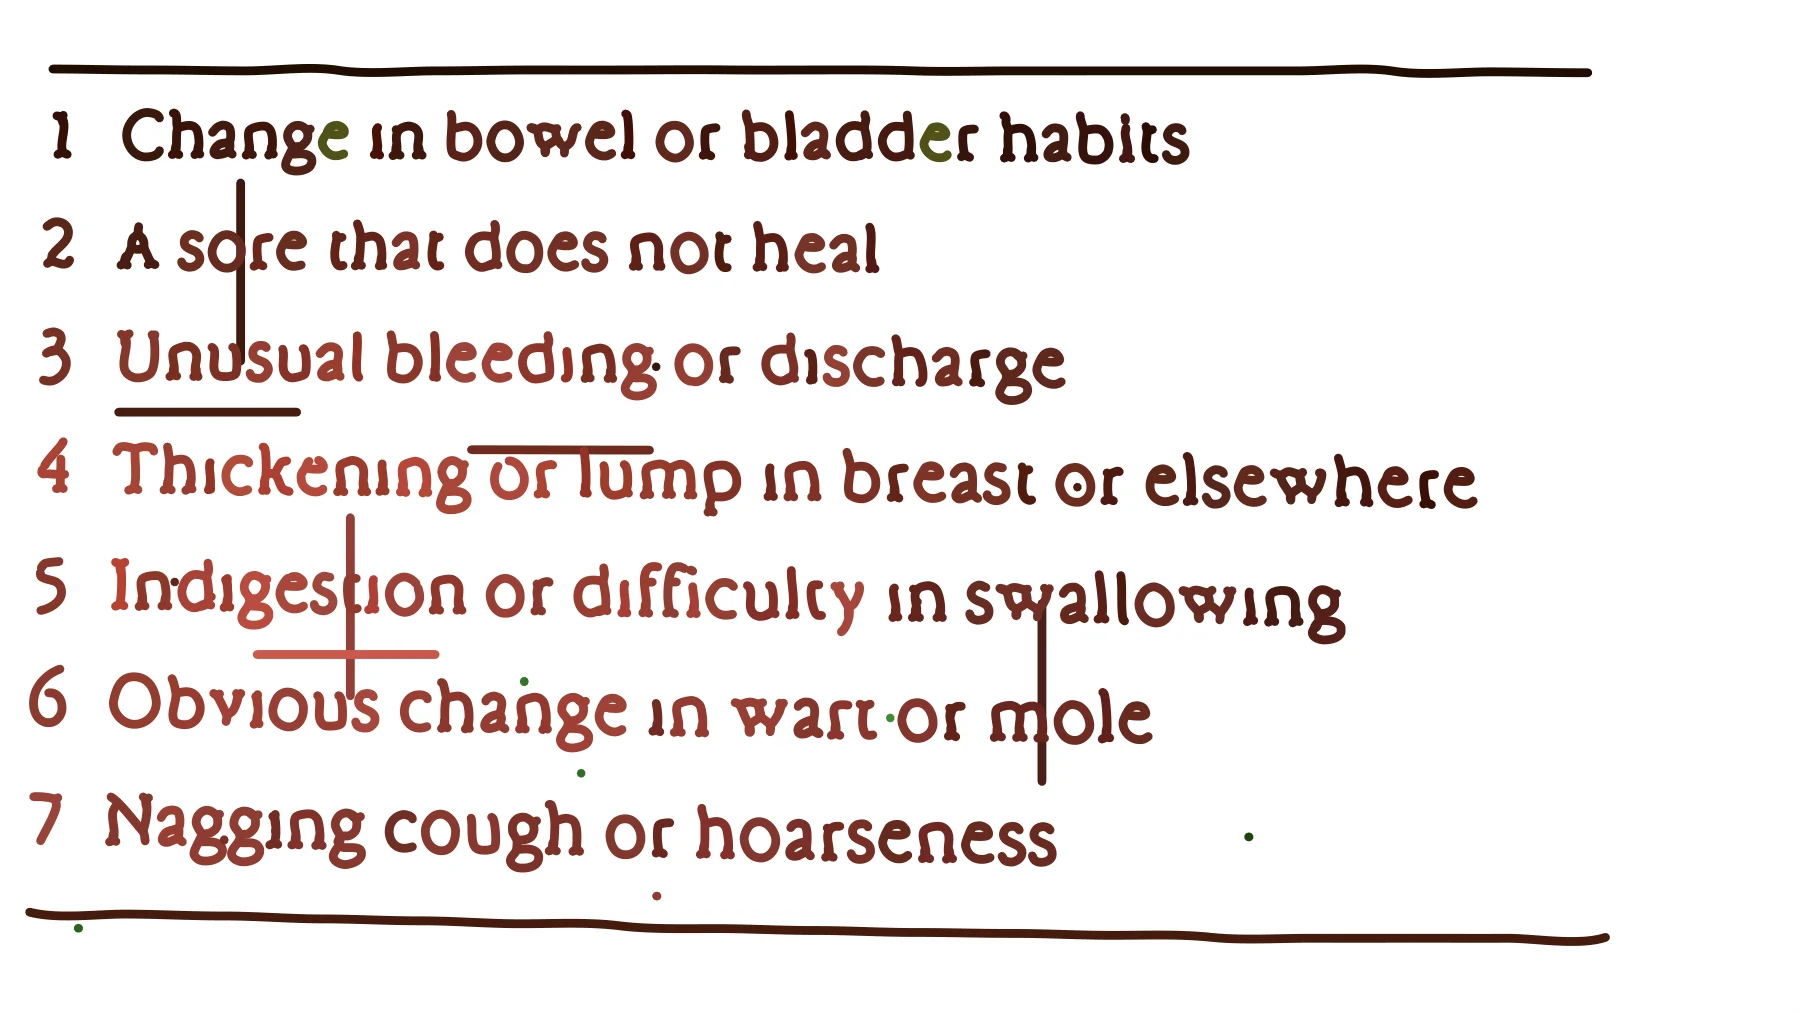 1 Change in bowel or bladder habits
2 A sore that does not heal
3 Unusual bleeding or discharge
4 Thickening or lump in breast or elsewhere
5 Indigestion or difficulty in swallowing
6 Obvious change in wart or mole
7 Nagging cough or hoarseness